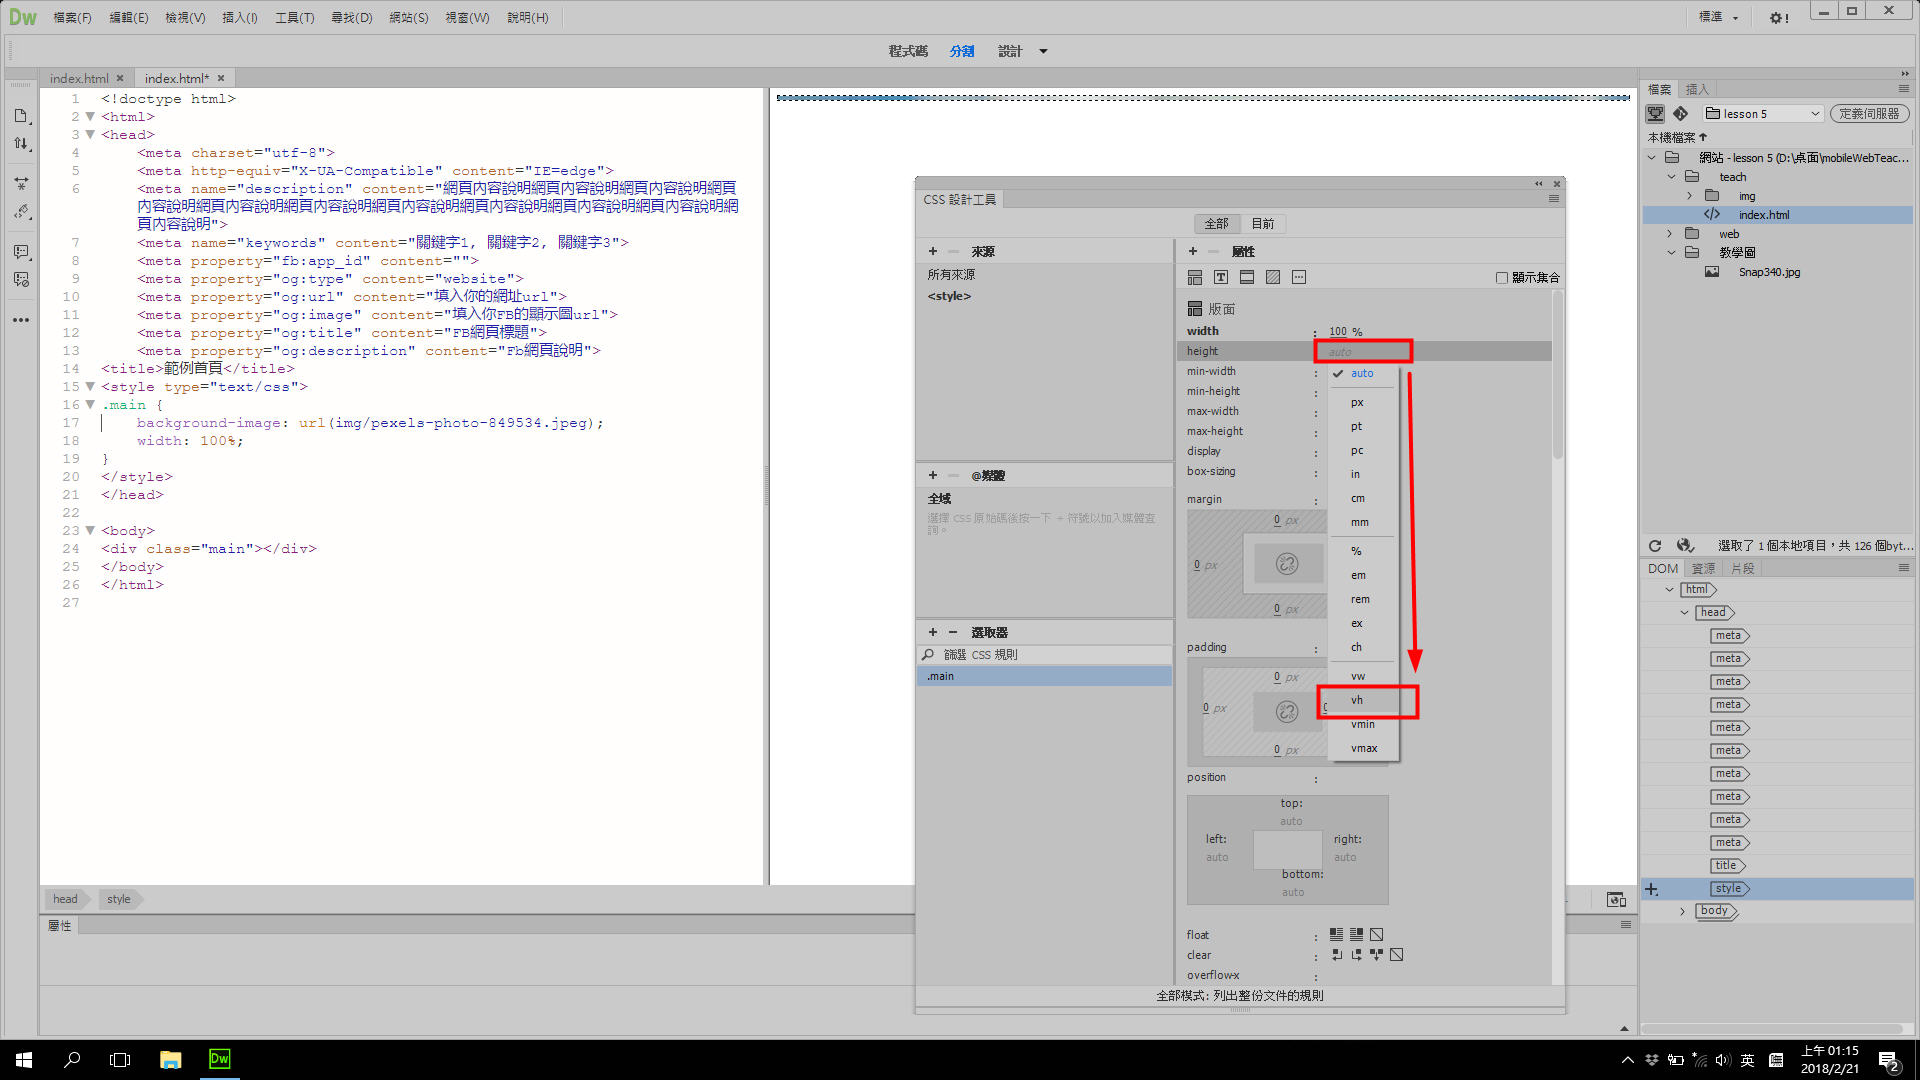 Dw 檔案(F) 編輯(E) 檢視(V) 插入(I) 工具(T) 尋找(D) 網站(S) 視窗(W) 說明(H) 標準
程式碼 分割 設計
index.html × index.html* ×
1 <!doctype html>
2 <html>
3 <head>
4 <meta charset="utf-8">
5 <meta http-equiv="X-UA-Compatible" content="IE=edge">
6 <meta name="description" content="網頁內容說明網頁內容說明網頁內容說明網頁
內容說明網頁內容說明網頁內容說明網頁內容說明網頁內容說明網頁內容說明網頁內容說明網
頁內容說明">
7 <meta name="keywords" content="關鍵字1, 關鍵字2, 關鍵字3">
8 <meta property="fb:app_id" content="">
9 <meta property="og:type" content="website">
10 <meta property="og:url" content="填入你的網址url">
11 <meta property="og:image" content="填入你FB的顯示圖url">
12 <meta property="og:title" content="FB網頁標題">
13 <meta property="og:description" content="Fb網頁說明">
14 <title>範例首頁</title>
15 <style type="text/css">
16 .main {
17 background-image: url(img/pexels-photo-849534.jpeg);
18 width: 100%;
19 }
20 </style>
21 </head>
22
23 <body>
24 <div class="main"></div>
25 </body>
26 </html>
27
head style
屬性
CSS 設計工具
全部 目前
+ − 來源
所有來源
<style>
+ − @媒體
全域
選擇 CSS 原始碼後按一下 + 符號以加入媒體查
詢。
+ − 選取器
篩選 CSS 規則
.main
+ − 屬性
顯示集合
版面
width : 100 %
height auto
min-width :
min-height :
max-width :
max-height :
display :
box-sizing :
margin :
0 px
0 px
0 px
padding :
0 px
0 px
0 px
position :
top:
auto
left: right:
auto auto
bottom:
auto
float :
clear :
overflow-x :
auto
px
pt
pc
in
cm
mm
%
em
rem
ex
ch
vw
vh
vmin
vmax
全部模式: 列出整份文件的規則
檔案 插入
lesson 5 定義伺服器
本機檔案
網站 - lesson 5 (D:\桌面\mobileWebTeac...
teach
img
index.html
web
教學圖
Snap340.jpg
選取了 1 個本地項目，共 126 個byt...
DOM 資源 片段
html
head
meta
meta
meta
meta
meta
meta
meta
meta
meta
meta
title
style
body
Dw 英 上午 01:15
2018/2/21 2